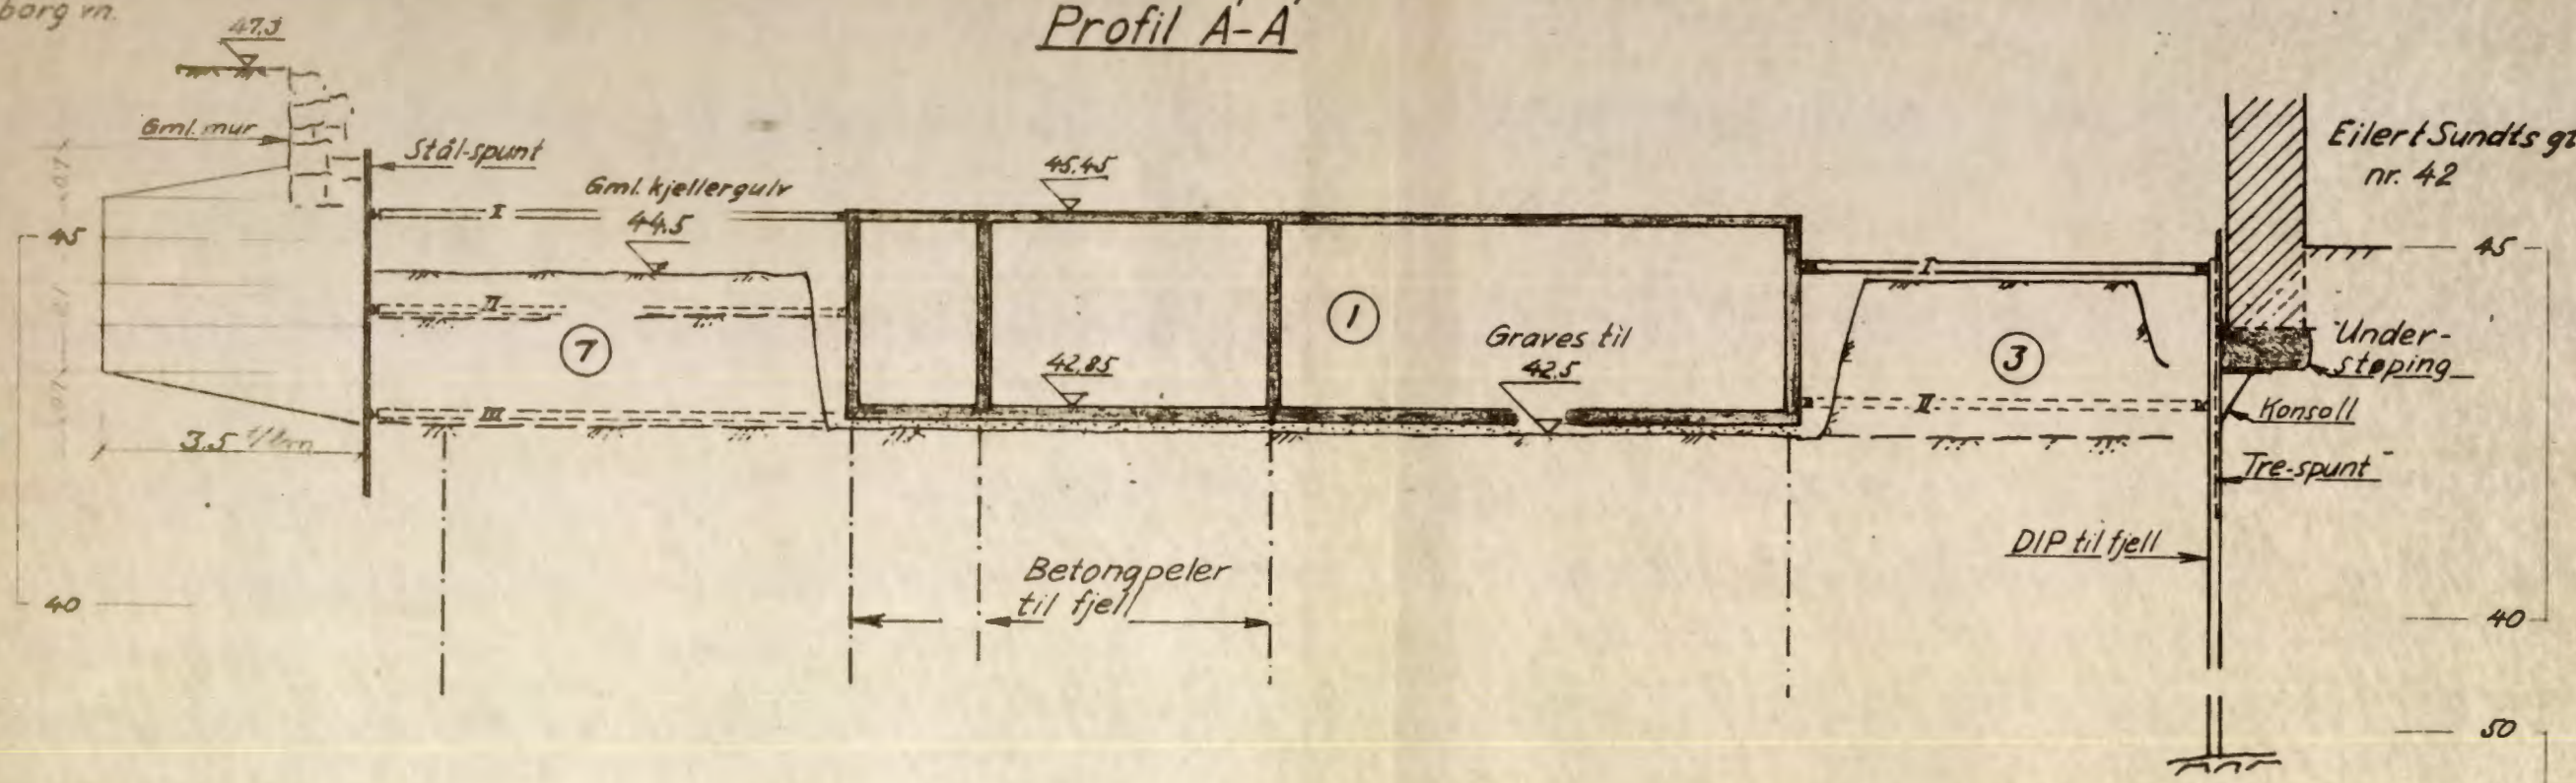 borg vn.
Profil A-A
47.3
Gml. mur
Stål-spunt
Gml. kjellergulv
44.5
45.45
Eilert Sundts gt
nr. 42
I
I
45
45
II
7
1
Graves til
42.5
42.85
3
Under-
støping
III
II
Konsoll
3.5
Tre-spunt
DIP til fjell
Betongpeler
til fjell
40
40
50